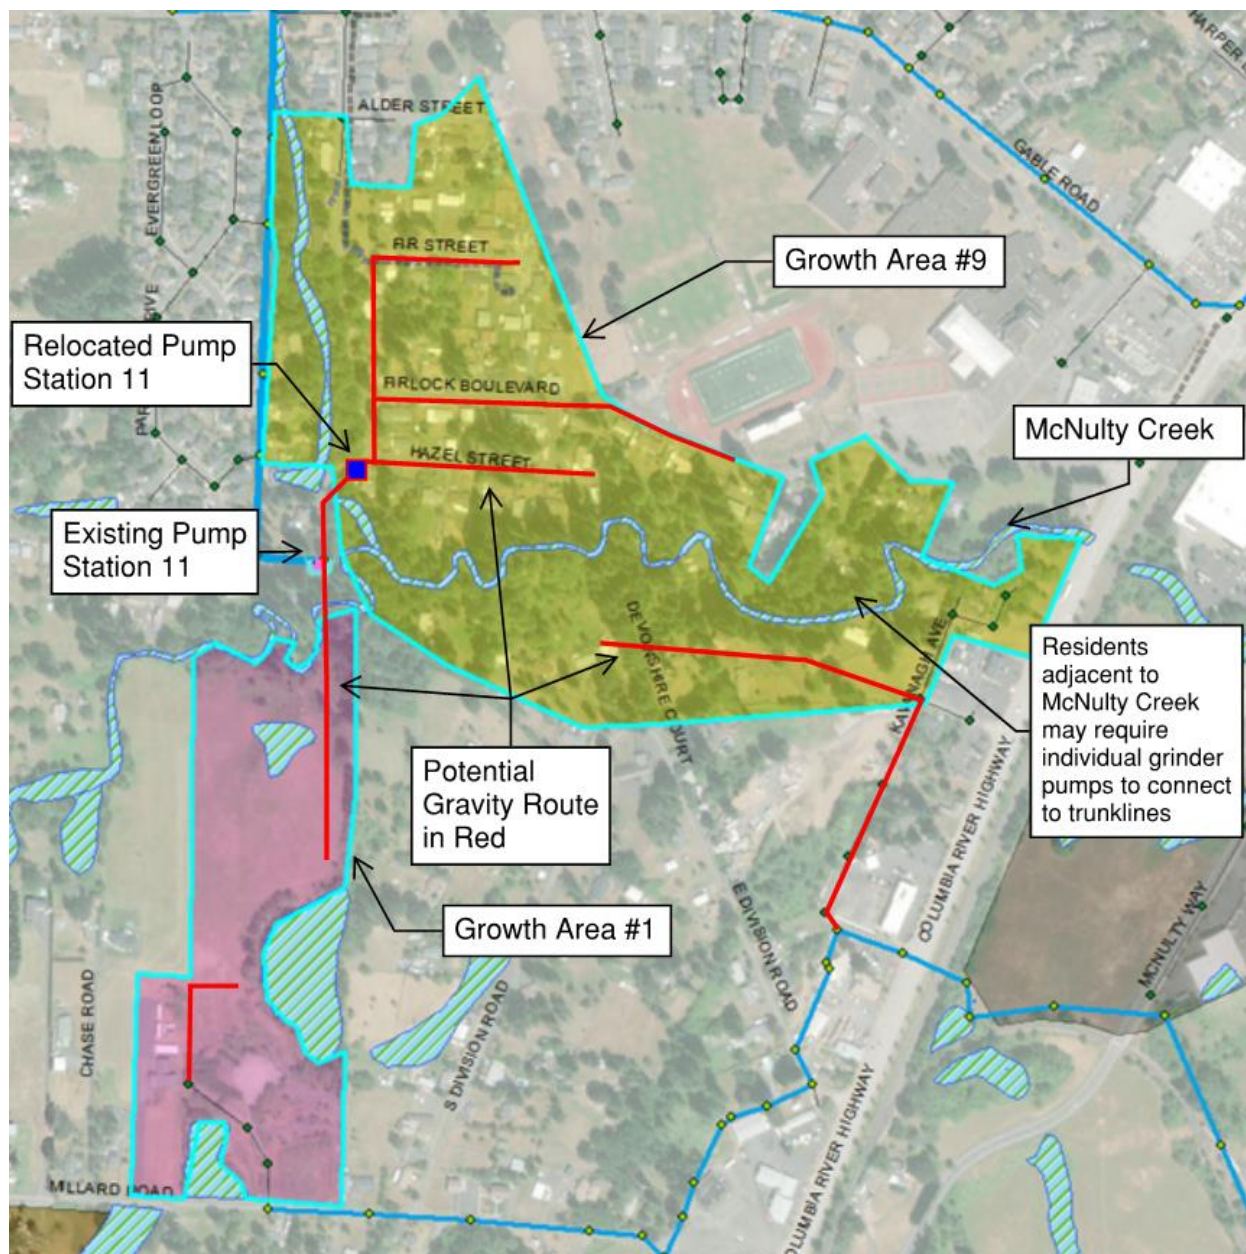 ALDER STREET
HARPER
EVERGREEN LOOP
GABLE ROAD
FIR STREET
Growth Area #9
Relocated Pump
Station 11
FIRLOCK BOULEVARD
McNulty Creek
HAZEL STREET
Existing Pump
Station 11
DEVONSHIRE COURT
KAVANAGH AVE
Residents
adjacent to
McNulty Creek
may require
individual grinder
pumps to connect
to trunklines
Potential
Gravity Route
in Red
COLUMBIA RIVER HIGHWAY
Growth Area #1
E DIVISION ROAD
MCNULTY WAY
CHASE ROAD
S DIVISION ROAD
COLUMBIA RIVER HIGHWAY
MILLARD ROAD